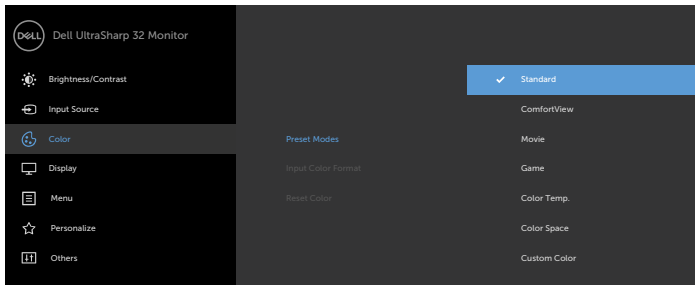 DELL Dell UltraSharp 32 Monitor
Brightness/Contrast
Input Source
Color
Display
Menu
Personalize
Others
Preset Modes
Input Color Format
Reset Color
Standard
ComfortView
Movie
Game
Color Temp.
Color Space
Custom Color